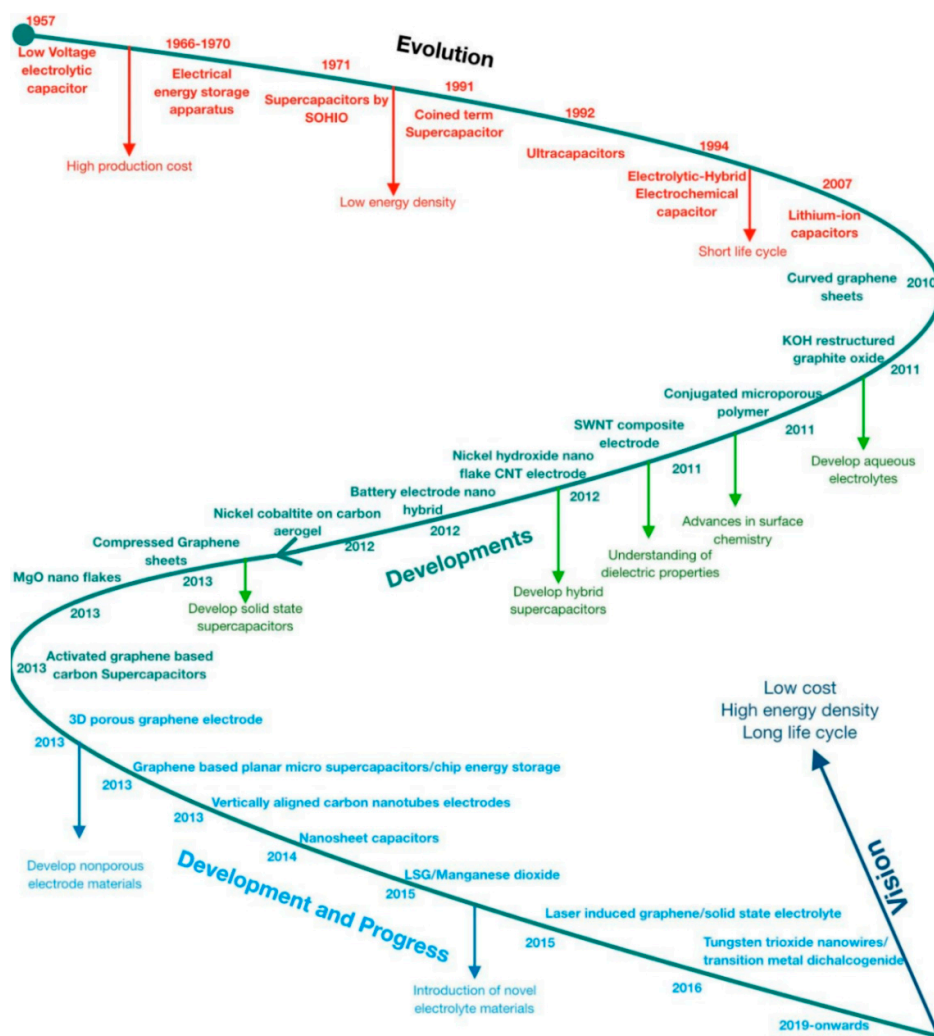 1957
Low Voltage
electrolytic
capacitor
High production cost
1966-1970
Electrical
energy storage
apparatus
Evolution
1971
Supercapacitors by
SOHIO
Low energy density
1991
Coined term
Supercapacitor
1992
Ultracapacitors
1994
Electrolytic-Hybrid
Electrochemical
capacitor
Short life cycle
2007
Lithium-ion
capacitors
Curved graphene
sheets
2010
KOH restructured
graphite oxide
2011
Develop aqueous
electrolytes
Conjugated microporous
polymer
2011
Advances in surface
chemistry
SWNT composite
electrode
2011
Understanding of
dielectric properties
Nickel hydroxide nano
flake CNT electrode
2012
Develop hybrid
supercapacitors
Battery electrode nano
hybrid
2012
Developments
Nickel cobaltite on carbon
aerogel
2012
Compressed Graphene
sheets
2013
Develop solid state
supercapacitors
MgO nano flakes
2013
2013
Activated graphene based
carbon Supercapacitors
3D porous graphene electrode
2013
Develop nonporous
electrode materials
Graphene based planar micro supercapacitors/chip energy storage
2013
Vertically aligned carbon nanotubes electrodes
2013
Nanosheet capacitors
2014
Development and Progress
LSG/Manganese dioxide
2015
Introduction of novel
electrolyte materials
Laser induced graphene/solid state electrolyte
2015
Tungsten trioxide nanowires/
transition metal dichalcogenide
2016
2019-onwards
Low cost
High energy density
Long life cycle
Vision